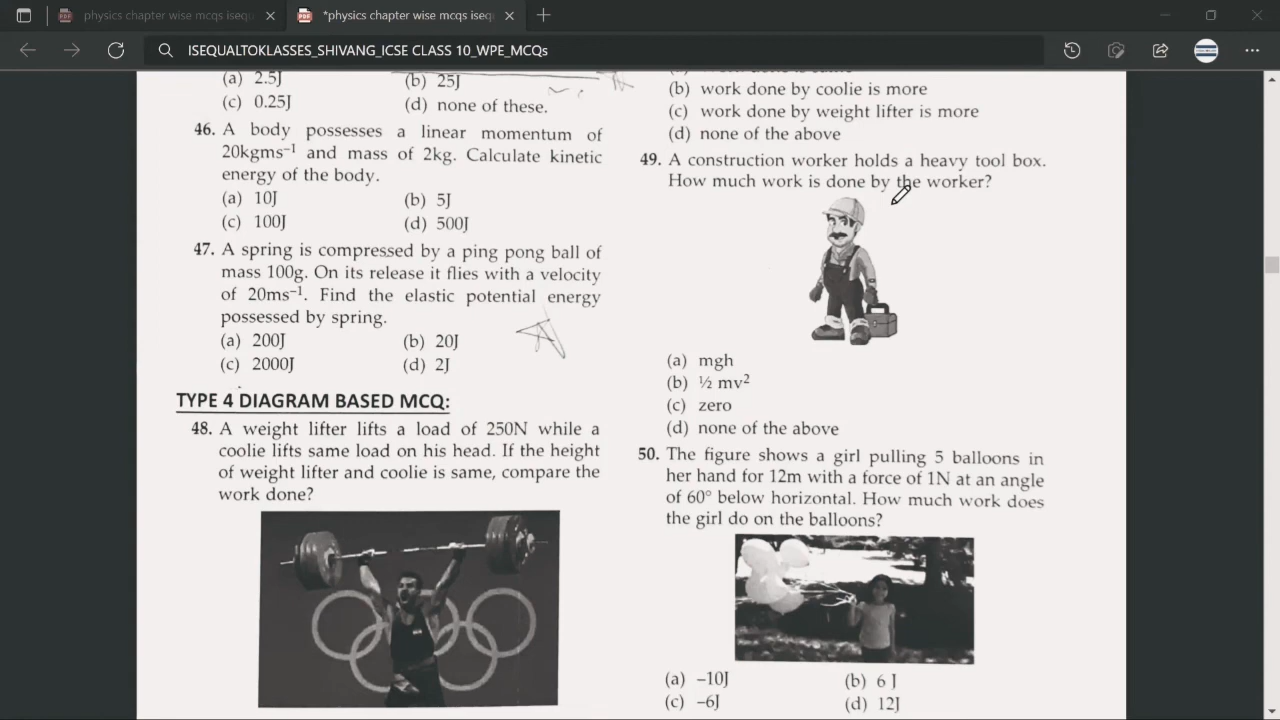 physics chapter wise mcqs isequ
*physics chapter wise mcqs iseq
ISEQUALTOKLASSES_SHIVANG_ICSE CLASS 10_WPE_MCQs
(a) 2.5J (b) 25J
(c) 0.25J (d) none of these.
46. A body possesses a linear momentum of
20kgms⁻¹ and mass of 2kg. Calculate kinetic
energy of the body.
(a) 10J (b) 5J
(c) 100J (d) 500J
47. A spring is compressed by a ping pong ball of
mass 100g. On its release it flies with a velocity
of 20ms⁻¹. Find the elastic potential energy
possessed by spring.
(a) 200J (b) 20J
(c) 2000J (d) 2J
TYPE 4 DIAGRAM BASED MCQ:
48. A weight lifter lifts a load of 250N while a
coolie lifts same load on his head. If the height
of weight lifter and coolie is same, compare the
work done?
(b) work done by coolie is more
(c) work done by weight lifter is more
(d) none of the above
49. A construction worker holds a heavy tool box.
How much work is done by the worker?
(a) mgh
(b) ½ mv²
(c) zero
(d) none of the above
50. The figure shows a girl pulling 5 balloons in
her hand for 12m with a force of 1N at an angle
of 60° below horizontal. How much work does
the girl do on the balloons?
(a) –10J (b) 6 J
(c) –6J (d) 12J